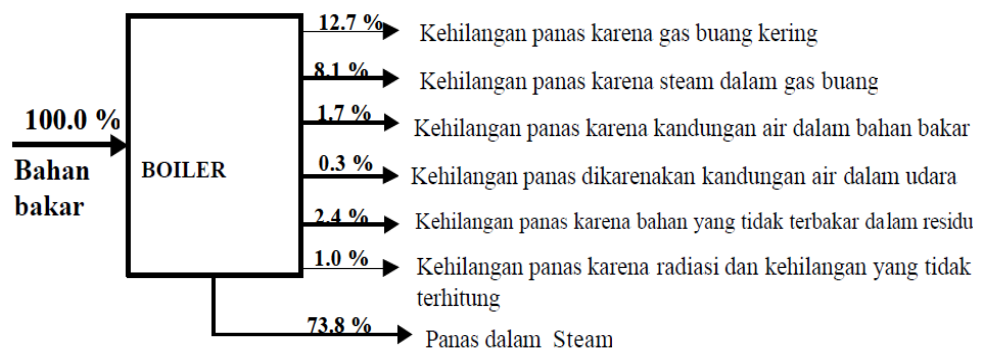 12.7 % Kehilangan panas karena gas buang kering
8.1 % Kehilangan panas karena steam dalam gas buang
100.0 %
1.7 % Kehilangan panas karena kandungan air dalam bahan bakar
Bahan
bakar
BOILER
0.3 % Kehilangan panas dikarenakan kandungan air dalam udara
2.4 % Kehilangan panas karena bahan yang tidak terbakar dalam residu
1.0 % Kehilangan panas karena radiasi dan kehilangan yang tidak
terhitung
73.8 % Panas dalam Steam